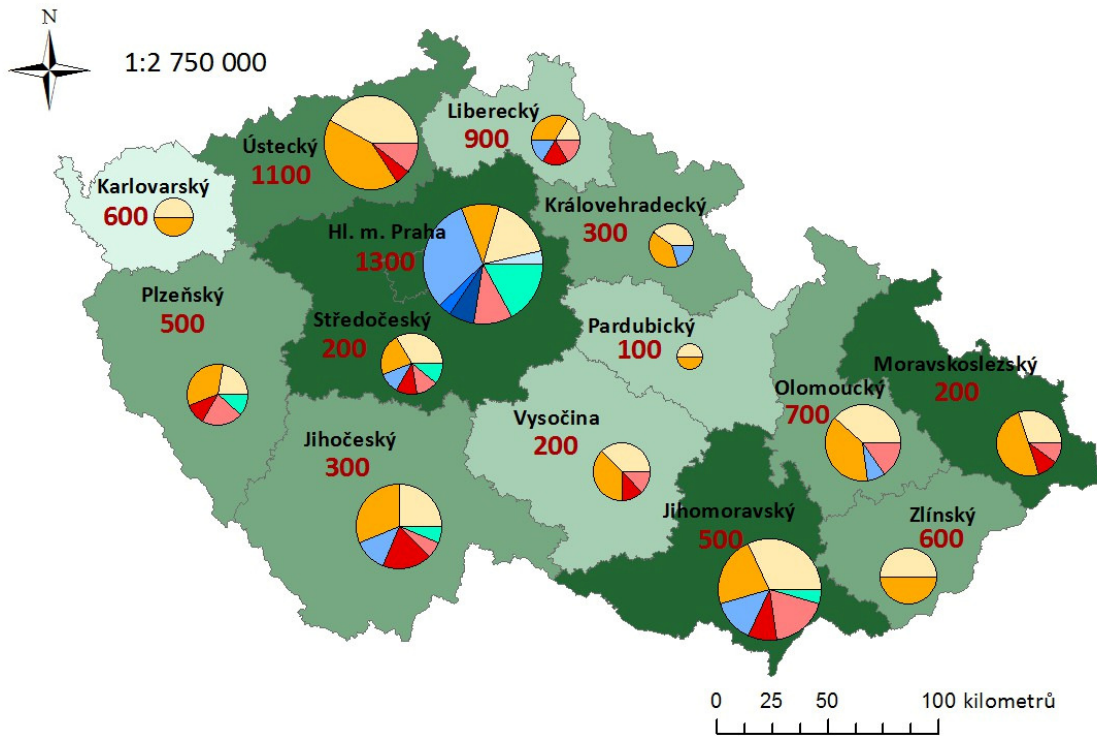 N
1:2 750 000
Liberecký
900
Ústecký
1100
Karlovarský
600
Královehradecký
300
Hl. m. Praha
1300
Plzeňský
500
Středočeský
200
Pardubický
100
Moravskoslezský
200
Olomoucký
700
Vysočina
200
Jihočeský
300
Jihomoravský
500
Zlínský
600
0 25 50 100 kilometrů